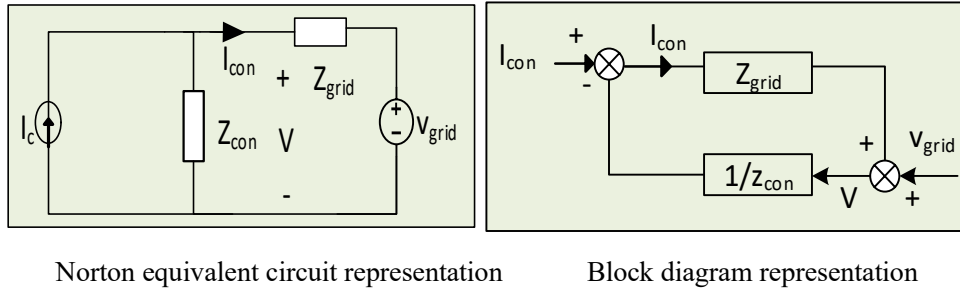 I_con
+
Z_grid
I_c
Z_con
V
-
+
-
v_grid
+
I_con
-
I_con
Z_grid
+
v_grid
1/z_con
V
+
Norton equivalent circuit representation
Block diagram representation